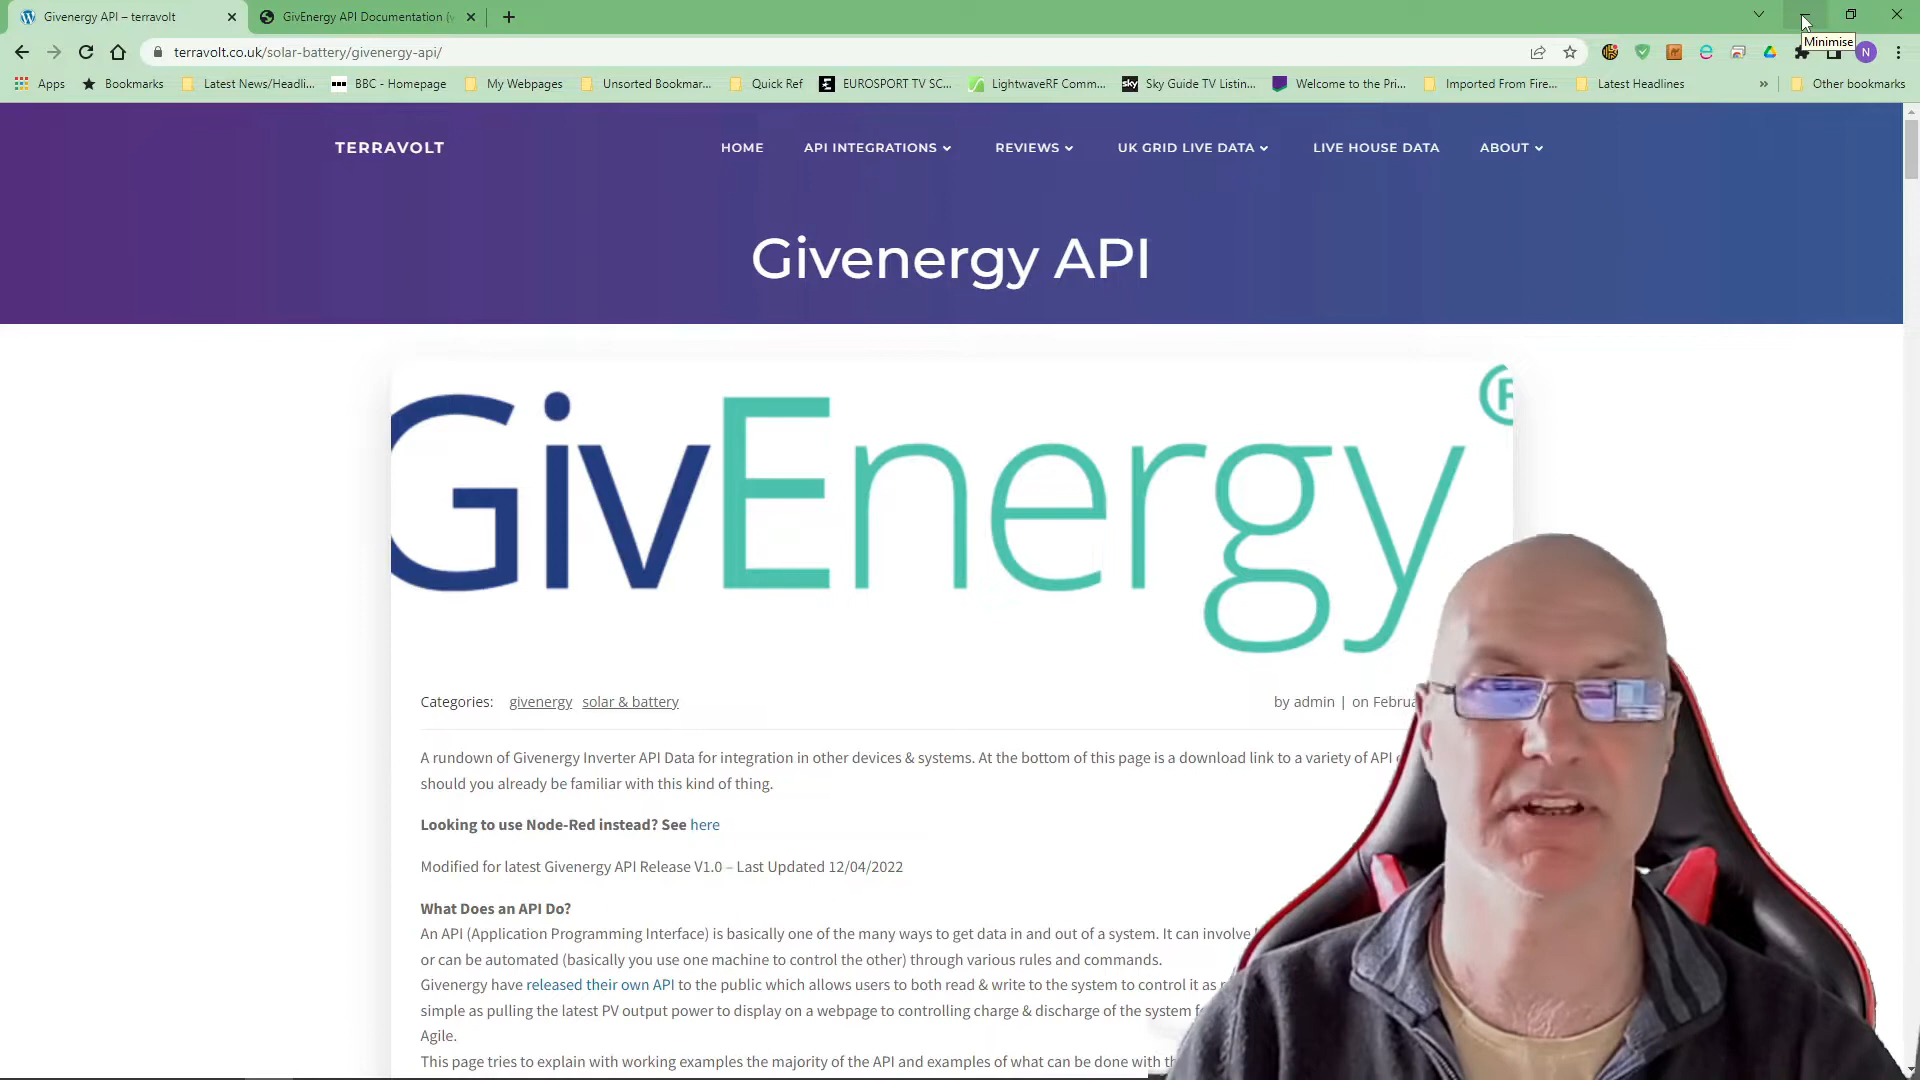 Givenergy API – terravolt
GivEnergy API Documentation (v
terravolt.co.uk/solar-battery/givenergy-api/
Minimise
N
Apps
Bookmarks
Latest News/Headli...
BBC - Homepage
My Webpages
Unsorted Bookmar...
Quick Ref
EUROSPORT TV SC...
LightwaveRF Comm...
sky
Sky Guide TV Listin...
Welcome to the Pri...
Imported From Fire...
Latest Headlines
»
Other bookmarks
TERRAVOLT
HOME
API INTEGRATIONS
REVIEWS
UK GRID LIVE DATA
LIVE HOUSE DATA
ABOUT
Givenergy API
GivEnergy®
Categories: givenergy solar & battery
by admin | on Februa
A rundown of Givenergy Inverter API Data for integration in other devices & systems. At the bottom of this page is a download link to a variety of API
should you already be familiar with this kind of thing.
Looking to use Node-Red instead? See here
Modified for latest Givenergy API Release V1.0 – Last Updated 12/04/2022
What Does an API Do?
An API (Application Programming Interface) is basically one of the many ways to get data in and out of a system. It can involve
or can be automated (basically you use one machine to control the other) through various rules and commands.
Givenergy have released their own API to the public which allows users to both read & write to the system to control it as
simple as pulling the latest PV output power to display on a webpage to controlling charge & discharge of the system
Agile.
This page tries to explain with working examples the majority of the API and examples of what can be done with